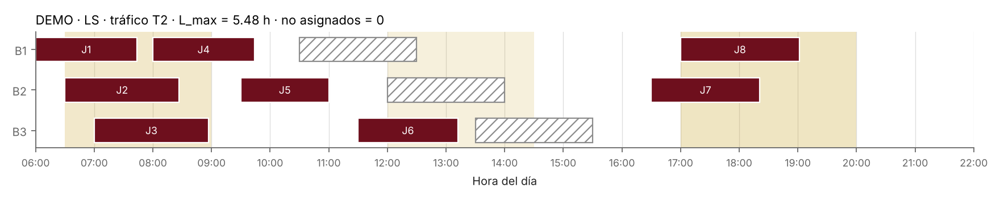 DEMO · LS · tráfico T2 · L_max = 5.48 h · no asignados = 0
B1 J1 J4 J8
B2 J2 J5 J7
B3 J3 J6
06:00 07:00 08:00 09:00 10:00 11:00 12:00 13:00 14:00 15:00 16:00 17:00 18:00 19:00 20:00 21:00 22:00
Hora del día